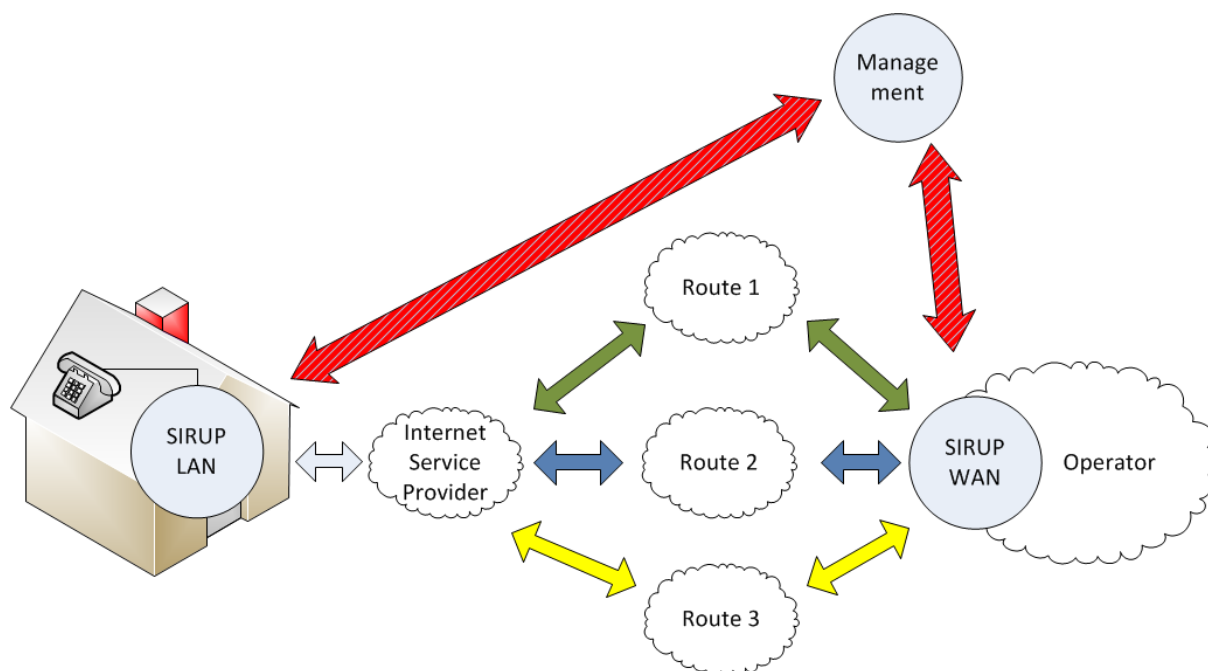 Manage
ment
Route 1
SIRUP
LAN
Internet
Service
Provider
Route 2
SIRUP
WAN
Operator
Route 3